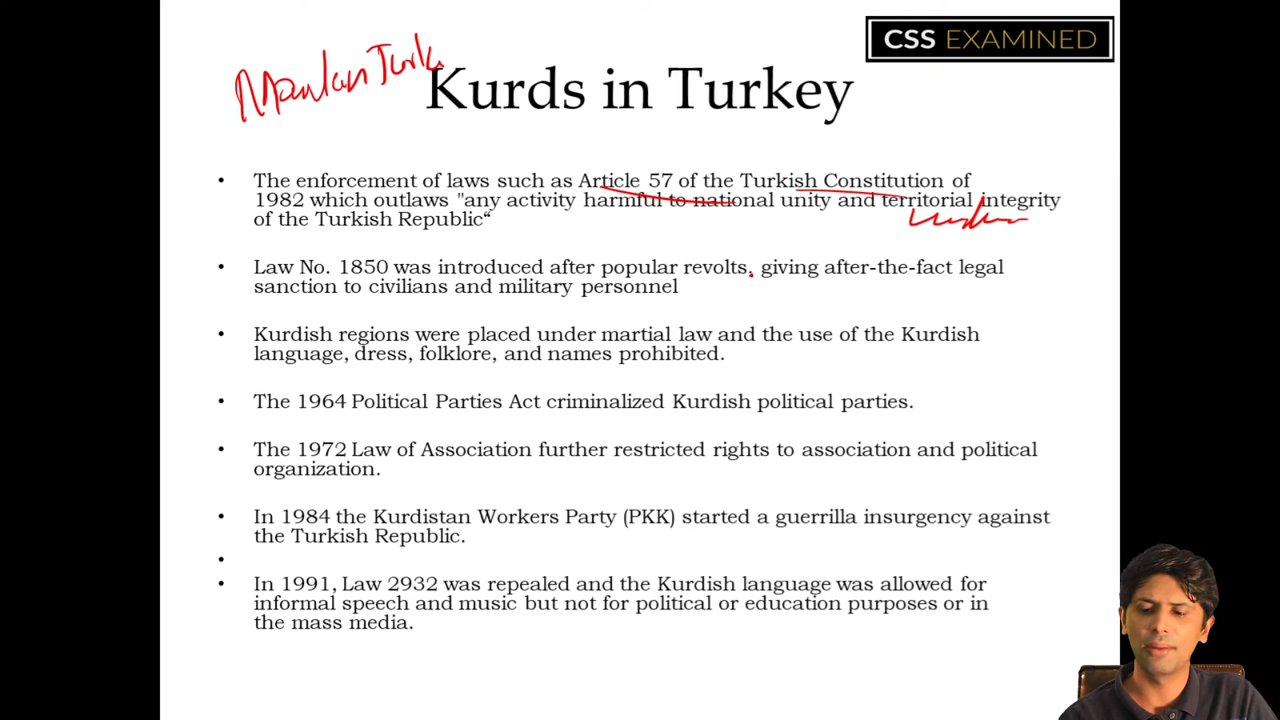 CSS EXAMINED
Kurds in Turkey
• The enforcement of laws such as Article 57 of the Turkish Constitution of
1982 which outlaws "any activity harmful to national unity and territorial integrity
of the Turkish Republic“
• Law No. 1850 was introduced after popular revolts, giving after-the-fact legal
sanction to civilians and military personnel
• Kurdish regions were placed under martial law and the use of the Kurdish
language, dress, folklore, and names prohibited.
• The 1964 Political Parties Act criminalized Kurdish political parties.
• The 1972 Law of Association further restricted rights to association and political
organization.
• In 1984 the Kurdistan Workers Party (PKK) started a guerrilla insurgency against
the Turkish Republic.
•
• In 1991, Law 2932 was repealed and the Kurdish language was allowed for
informal speech and music but not for political or education purposes or in
the mass media.